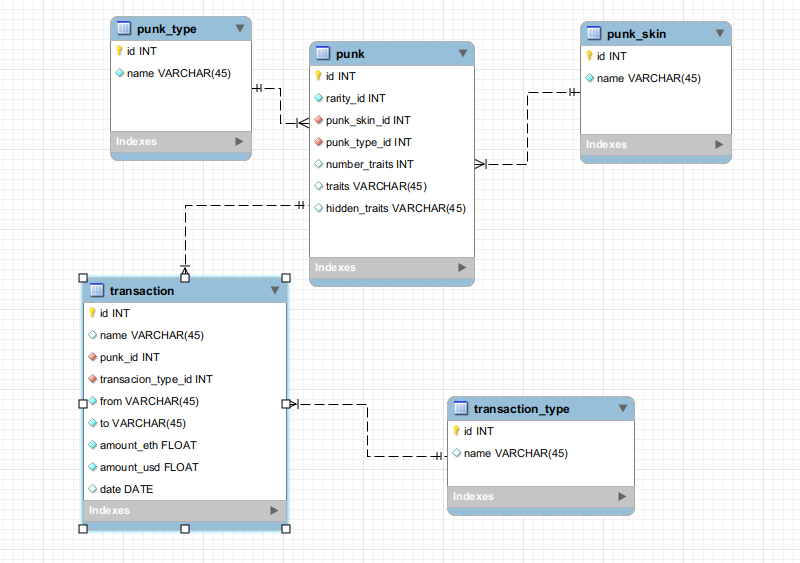 punk_type
id INT
name VARCHAR(45)
Indexes
punk
id INT
rarity_id INT
punk_skin_id INT
punk_type_id INT
number_traits INT
traits VARCHAR(45)
hidden_traits VARCHAR(45)
Indexes
punk_skin
id INT
name VARCHAR(45)
Indexes
transaction
id INT
name VARCHAR(45)
punk_id INT
transacion_type_id INT
from VARCHAR(45)
to VARCHAR(45)
amount_eth FLOAT
amount_usd FLOAT
date DATE
Indexes
transaction_type
id INT
name VARCHAR(45)
Indexes